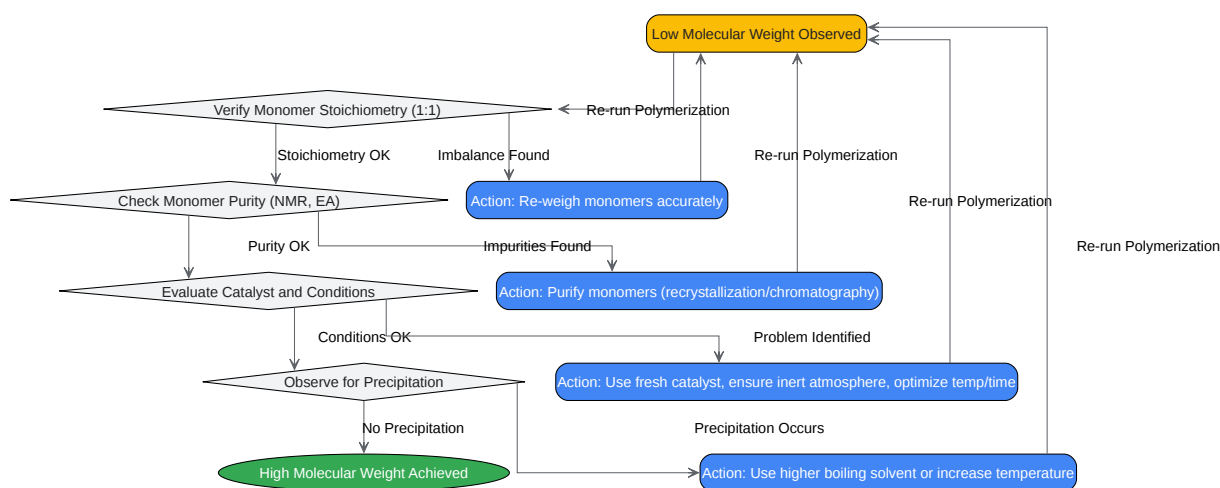 Low Molecular Weight Observed
Verify Monomer Stoichiometry (1:1)
Re-run Polymerization
Stoichiometry OK
Imbalance Found
Re-run Polymerization
Check Monomer Purity (NMR, EA)
Action: Re-weigh monomers accurately
Re-run Polymerization
Purity OK
Impurities Found
Re-run Polymerization
Evaluate Catalyst and Conditions
Action: Purify monomers (recrystallization/chromatography)
Conditions OK
Problem Identified
Observe for Precipitation
Action: Use fresh catalyst, ensure inert atmosphere, optimize temp/time
No Precipitation
Precipitation Occurs
High Molecular Weight Achieved
Action: Use higher boiling solvent or increase temperature